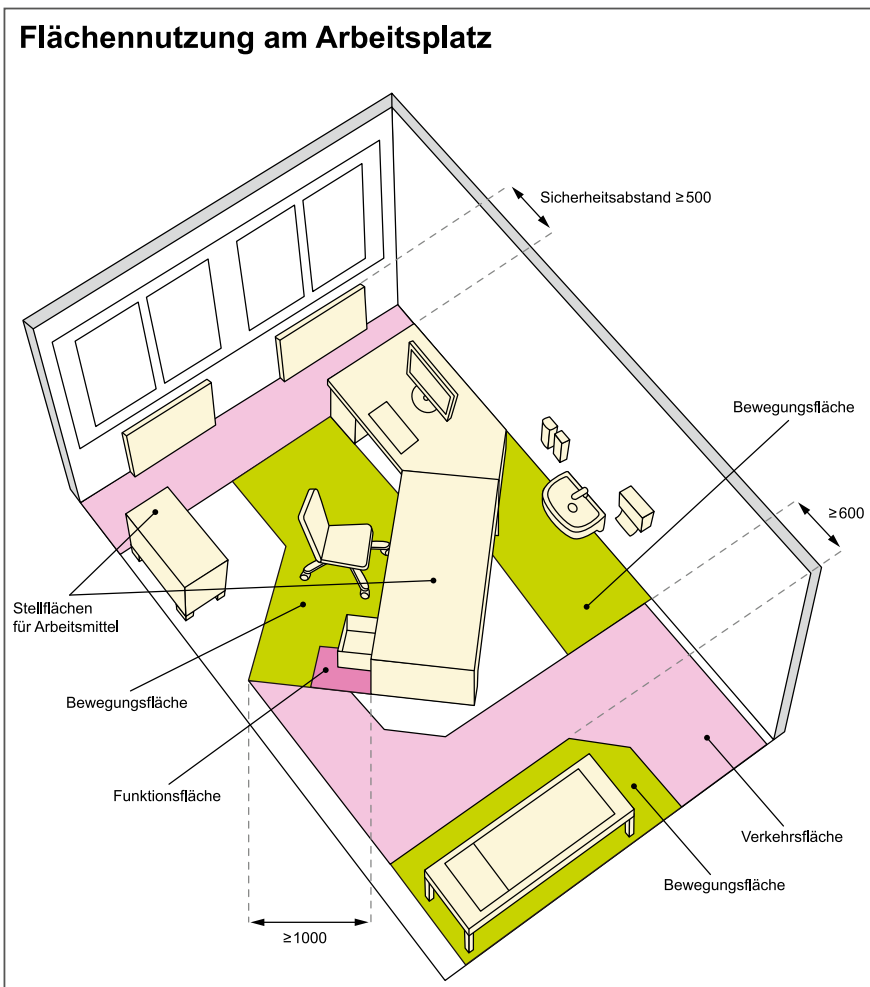 Flächennutzung am Arbeitsplatz
Sicherheitsabstand ≥500
Bewegungsfläche
≥600
Stellflächen
für Arbeitsmittel
Bewegungsfläche
Funktionsfläche
Verkehrsfläche
Bewegungsfläche
≥1000